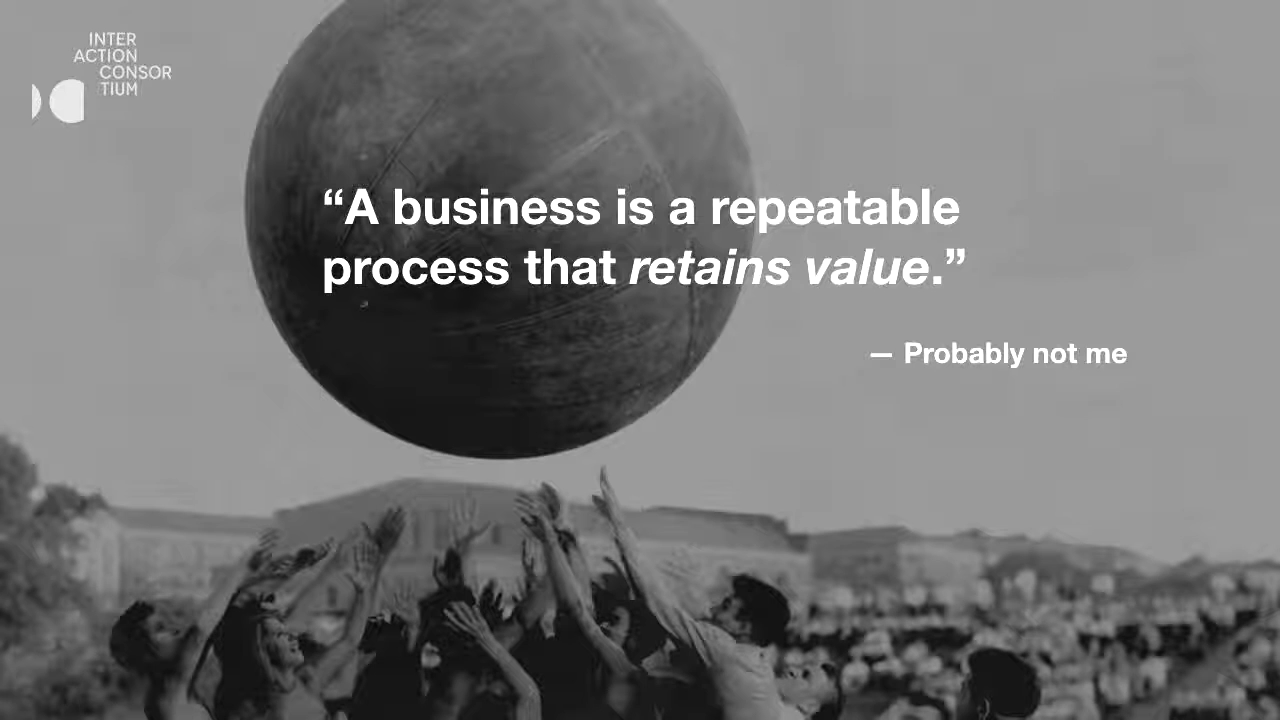 INTER
ACTION
CONSOR
TIUM
“A business is a repeatable
process that retains value.”
— Probably not me